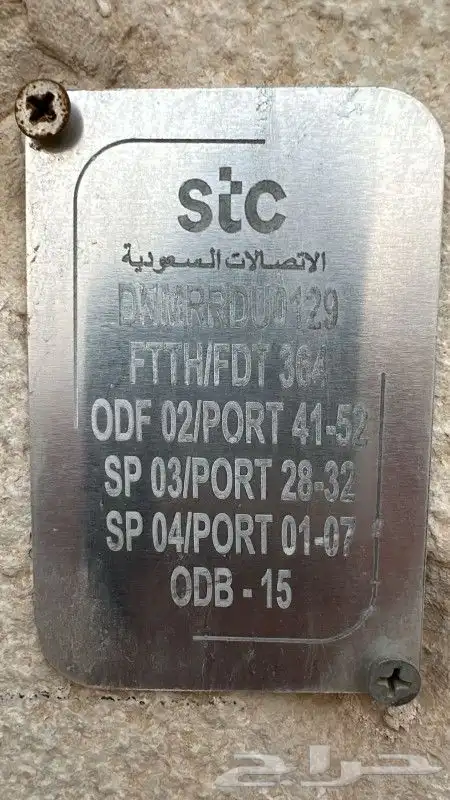 stc
الاتصالات السعودية
DWMRRDU0129
FTTH/FDT 364
ODF 02/PORT 41-52
SP 03/PORT 28-32
SP 04/PORT 01-07
ODB - 15
حراج